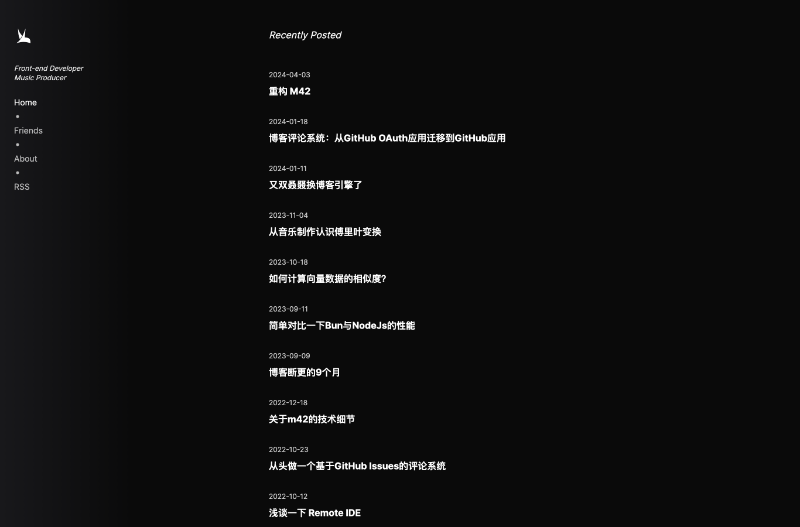 Front-end Developer
Music Producer
Home
•
Friends
•
About
•
RSS
Recently Posted
2024-04-03
重构 M42
2024-01-18
博客评论系统：从GitHub OAuth应用迁移到GitHub应用
2024-01-11
又双叒叕换博客引擎了
2023-11-04
从音乐制作认识傅里叶变换
2023-10-18
如何计算向量数据的相似度?
2023-09-11
简单对比一下Bun与NodeJs的性能
2023-09-09
博客断更的9个月
2022-12-18
关于m42的技术细节
2022-10-23
从头做一个基于GitHub Issues的评论系统
2022-10-12
浅谈一下 Remote IDE